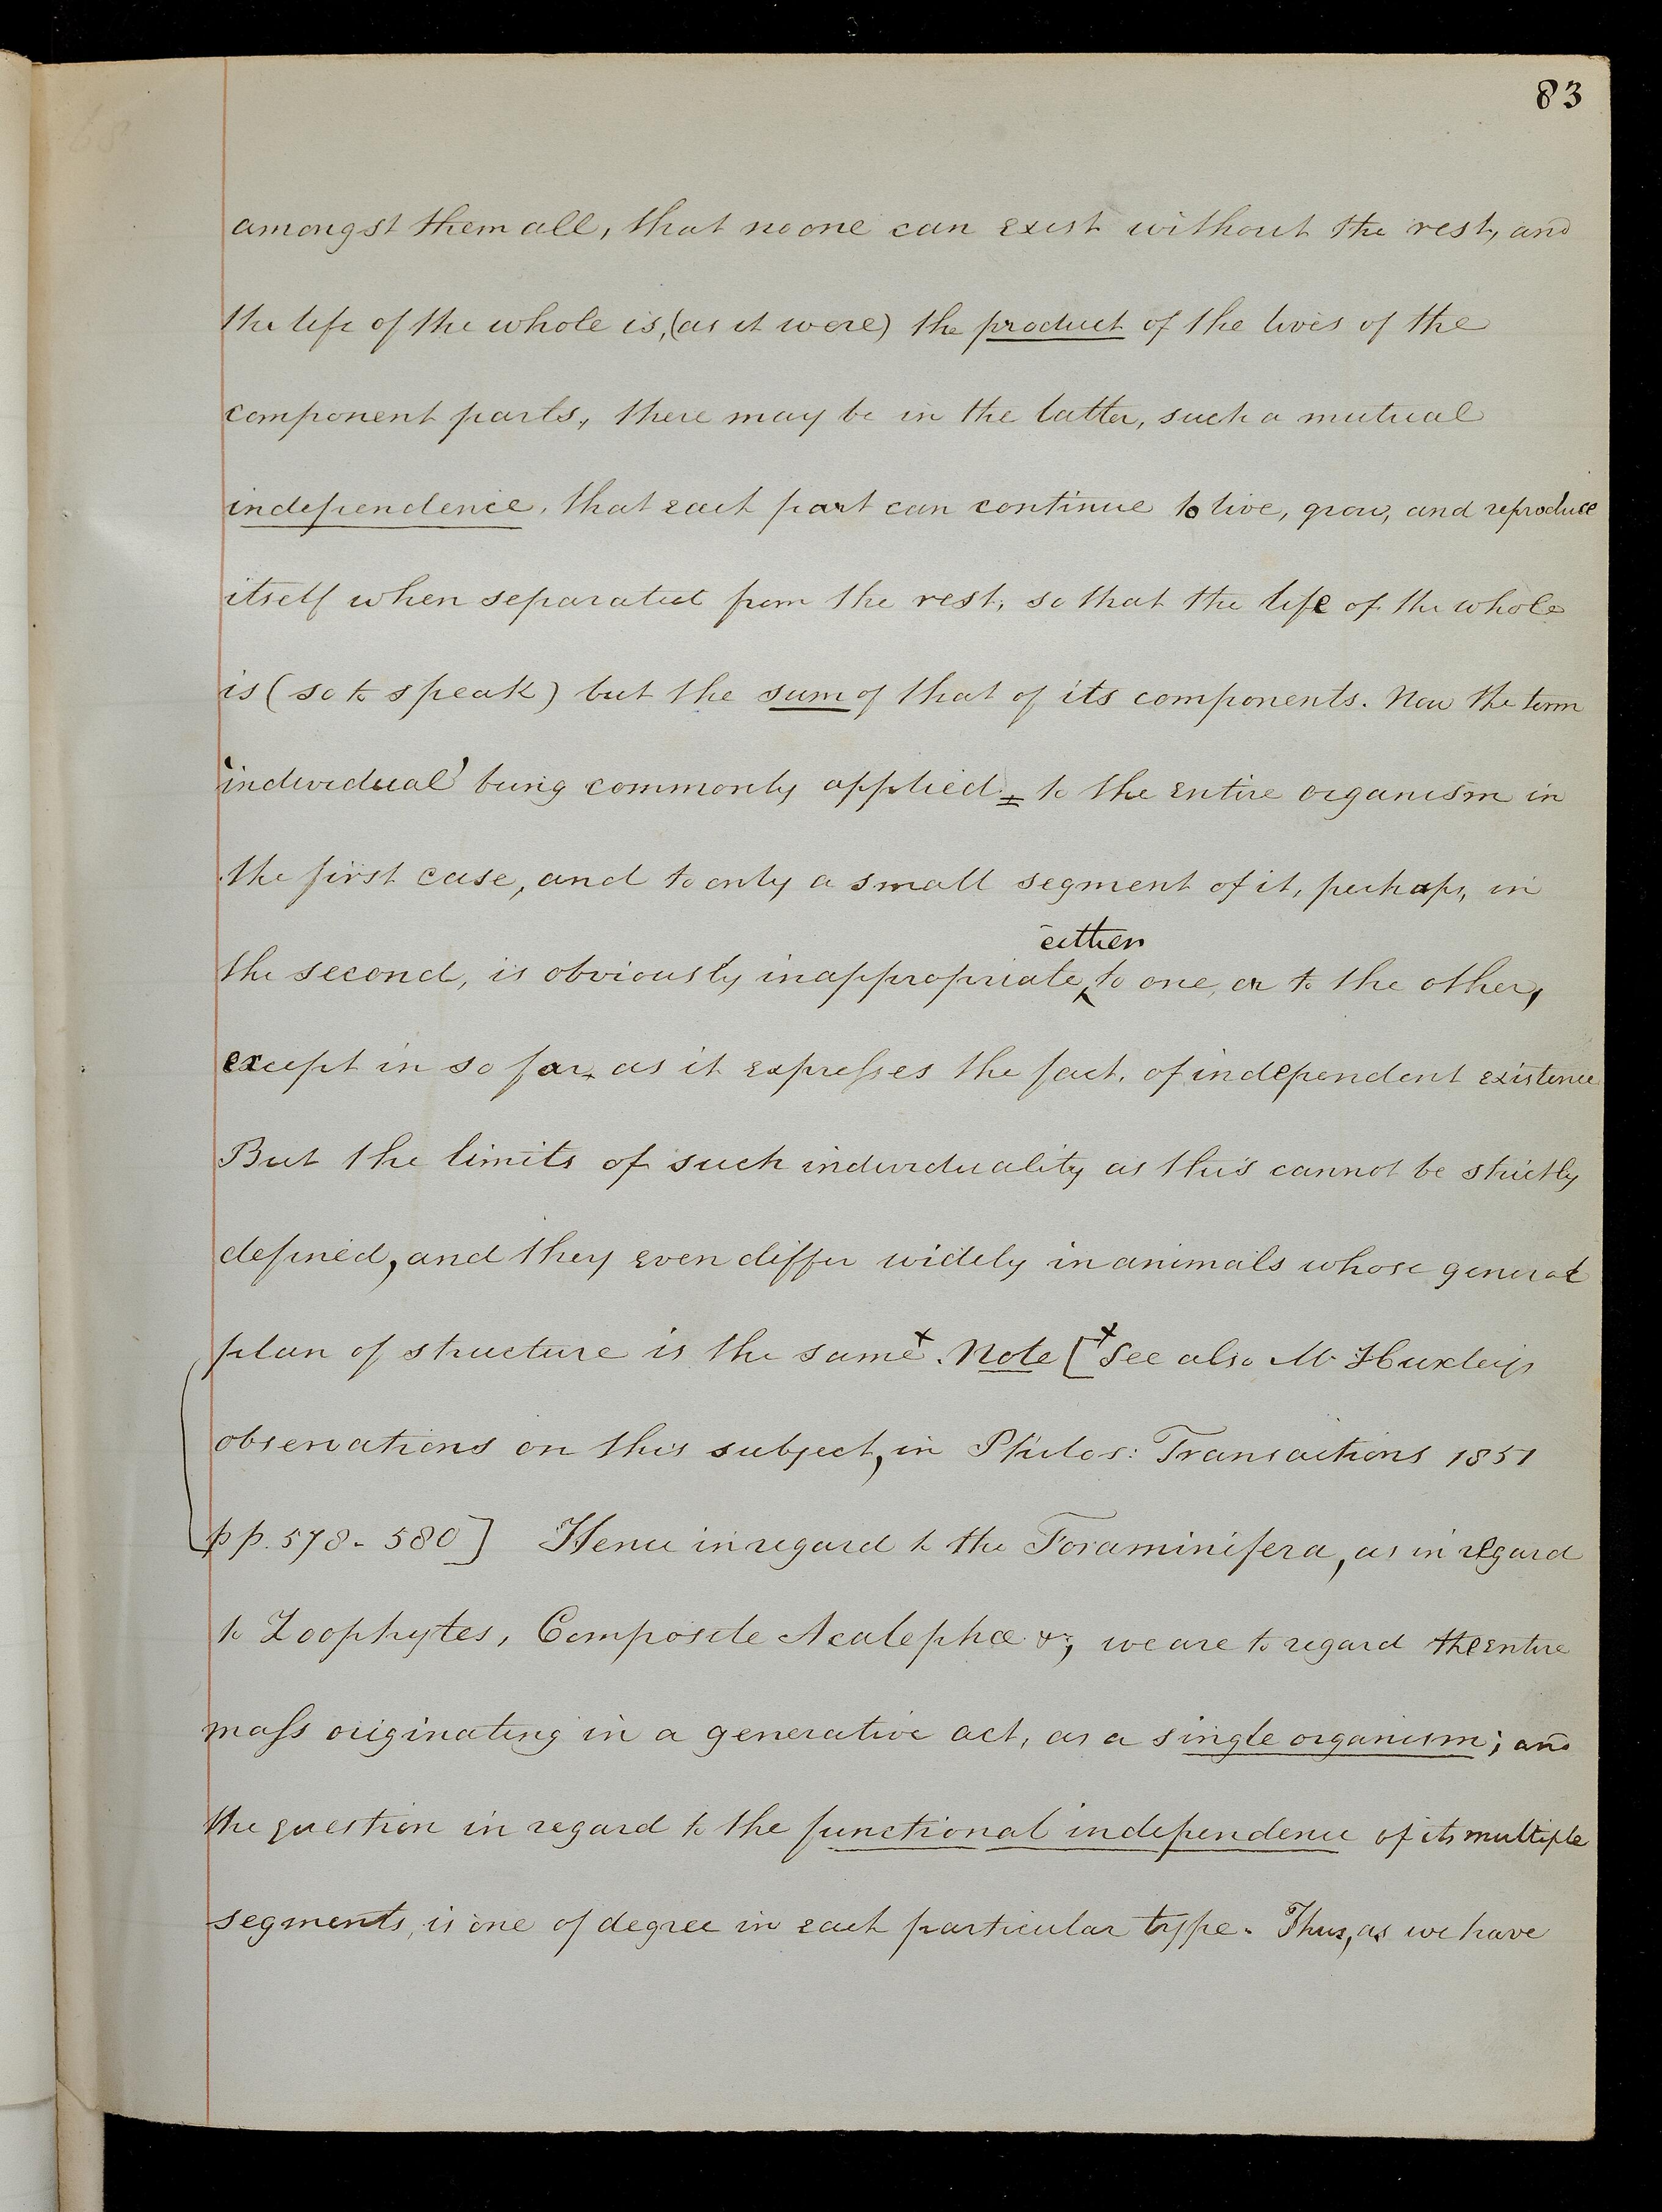 83
amongst them all, that no one can exist without the rest, and
the life of the whole is, (as it were) the product of the lives of the
component parts, there may be in the latter, such a mutual
independence, that each part can continue to live, grow, and reproduce
itself when separated from the rest, so that the life of the whole
is (so to speak) but the sum of that of its components. Now the term
'individual' being commonly applied to the entire organism in
the first case, and to only a small segment of it, perhaps, in
either
the second, is obviously inappropriate to one, or to the other,
except in so far as it expresses the fact, of independent existence
But the limits of such individuality as this cannot be strictly
defined, and they even differ widely in animals whose general
plan of structure is the same x. Note [x See also Mr Huxley's
observations on this subject, in Philos: Transactions 1851
pp. 578-580] Hence in regard to the Foraminifera, as in regard
to Zoophytes, Composite Acalephæ &c, we are to regard the entire
mass originating in a generative act, as a single organism; and
the question in regard to the functional independence of its multiple
segments, is one of degree in each particular type. Thus, as we have